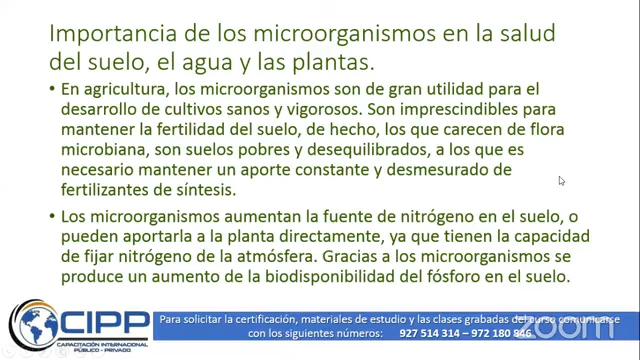 Importancia de los microorganismos en la salud
del suelo, el agua y las plantas.
• En agricultura, los microorganismos son de gran utilidad para el
desarrollo de cultivos sanos y vigorosos. Son imprescindibles para
mantener la fertilidad del suelo, de hecho, los que carecen de flora
microbiana, son suelos pobres y desequilibrados, a los que es
necesario mantener un aporte constante y desmesurado de
fertilizantes de síntesis.
• Los microorganismos aumentan la fuente de nitrógeno en el suelo, o
pueden aportarla a la planta directamente, ya que tienen la capacidad
de fijar nitrógeno de la atmósfera. Gracias a los microorganismos se
produce un aumento de la biodisponibilidad del fósforo en el suelo.
CIPP
CAPACITACIÓN INTERNACIONAL
PÚBLICO - PRIVADO
Para solicitar la certificación, materiales de estudio y las clases grabadas del curso comunicarse
con los siguientes números: 927 514 314 – 972 180 846
zoom